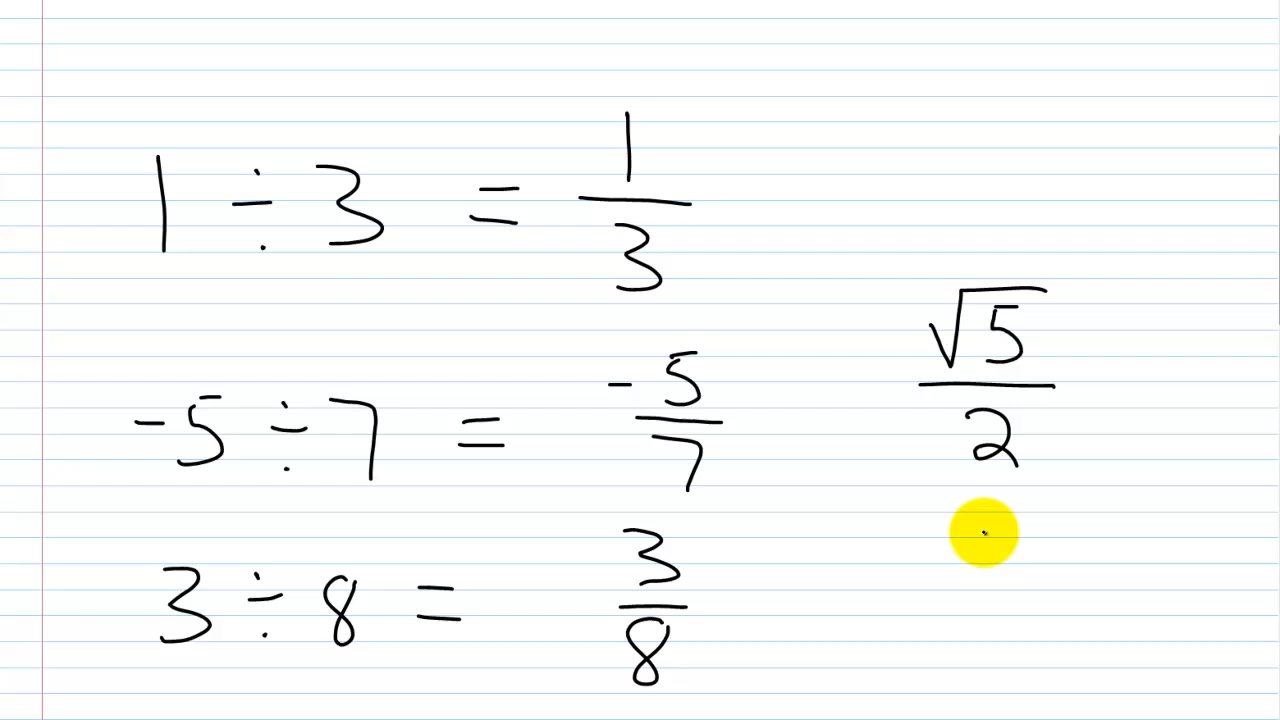 1 ÷ 3 = 1/3
-5 ÷ 7 = -5/7
√5/2
3 ÷ 8 = 3/8